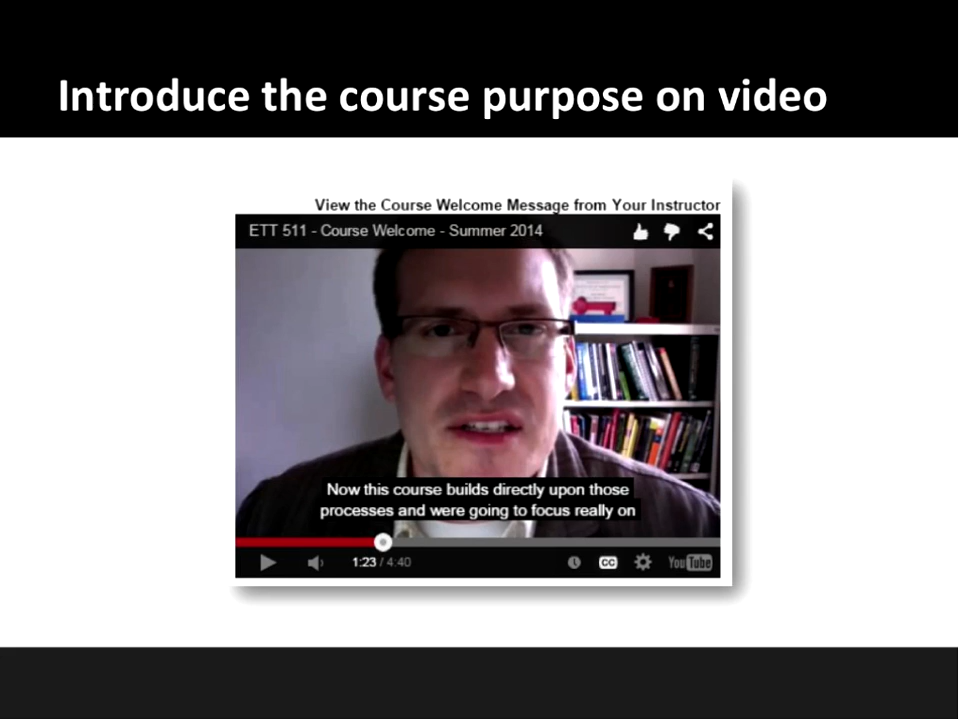 Introduce the course purpose on video
View the Course Welcome Message from Your Instructor
ETT 511 - Course Welcome - Summer 2014
Now this course builds directly upon those
processes and were going to focus really on
1:23 / 4:40
CC
YouTube